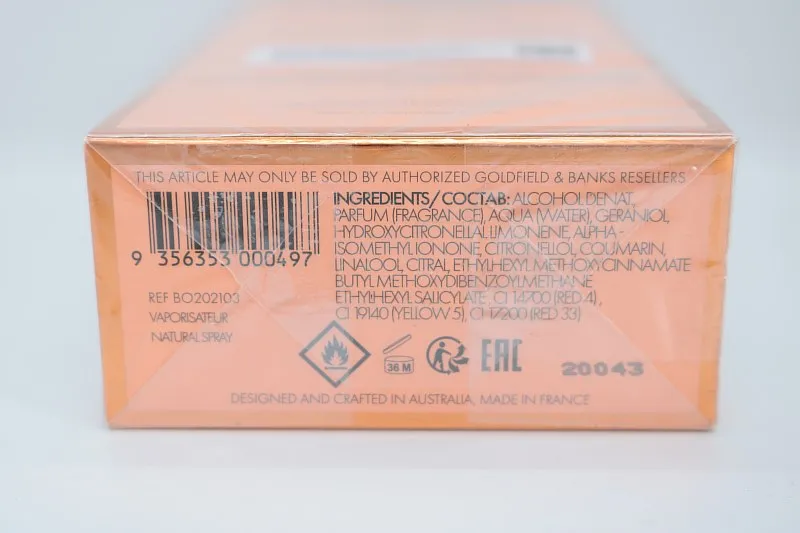 THIS ARTICLE MAY ONLY BE SOLD BY AUTHORIZED GOLDFIELD & BANKS RESELLERS
9 356353 000497
REF BO202103
VAPORISATEUR
NATURAL SPRAY
INGREDIENTS/COCTAB: ALCOHOL DENAT,
PARFUM (FRAGRANCE), AQUA (WATER), GERANIOL,
HYDROXYCITRONELLAL LIMONENE, ALPHA -
ISOMETHYL IONONE, CITRONELLOL, COUMARIN,
LINALOOL, CITRAL, ETHYLHEXYL METHOXYCINNAMATE
BUTYL METHOXYDIBENZOYLMETHANE
ETHYLHEXYL SALICYLATE, CI 14700 (RED 4),
CI 19140 (YELLOW 5), CI 17200 (RED 33)
36 M
EAC
20043
DESIGNED AND CRAFTED IN AUSTRALIA, MADE IN FRANCE